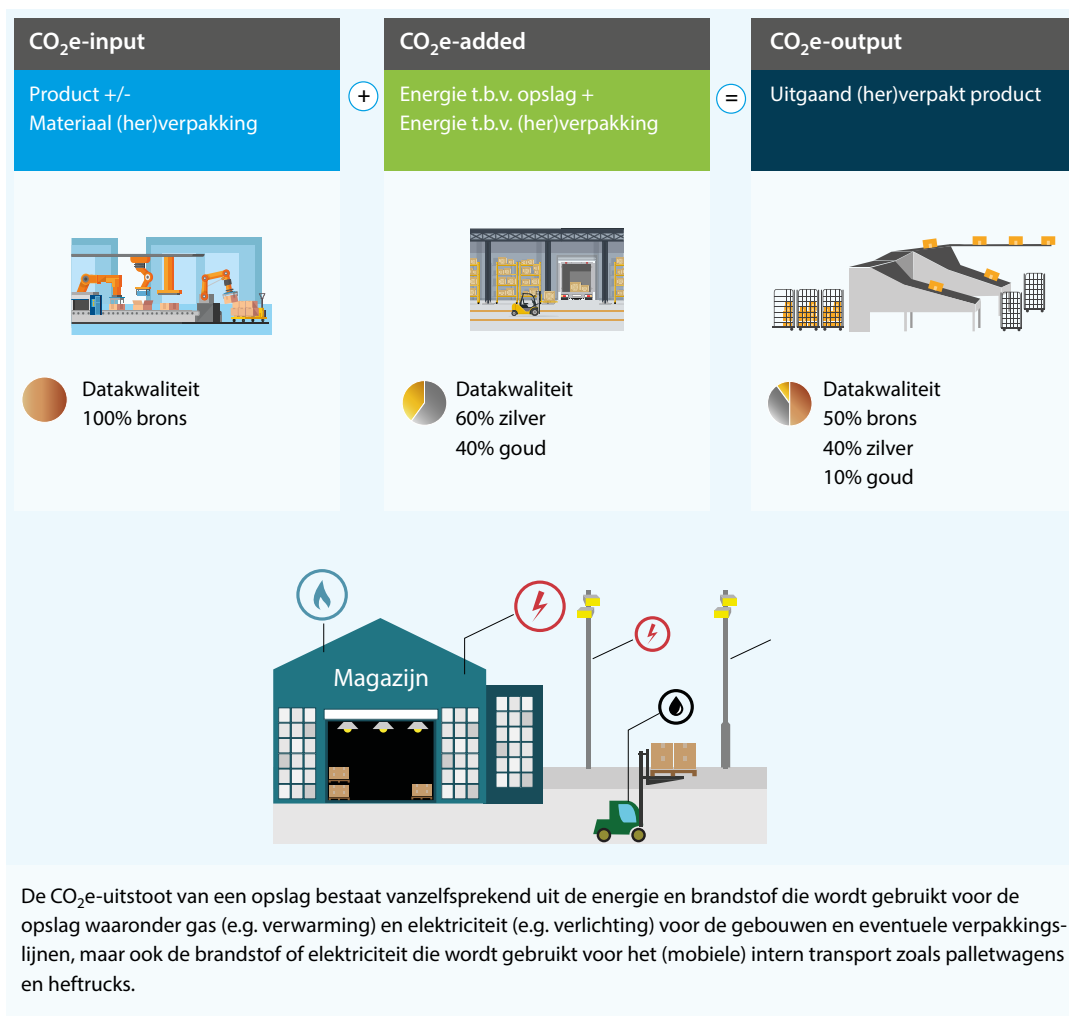 CO₂e-input
Product +/-
Materiaal (her)verpakking
+
CO₂e-added
Energie t.b.v. opslag +
Energie t.b.v. (her)verpakking
=
CO₂e-output
Uitgaand (her)verpakt product
Datakwaliteit
100% brons
Datakwaliteit
60% zilver
40% goud
Datakwaliteit
50% brons
40% zilver
10% goud
Magazijn
De CO₂e-uitstoot van een opslag bestaat vanzelfsprekend uit de energie en brandstof die wordt gebruikt voor de
opslag waaronder gas (e.g. verwarming) en elektriciteit (e.g. verlichting) voor de gebouwen en eventuele verpakkings-
lijnen, maar ook de brandstof of elektriciteit die wordt gebruikt voor het (mobiele) intern transport zoals palletwagens
en heftrucks.